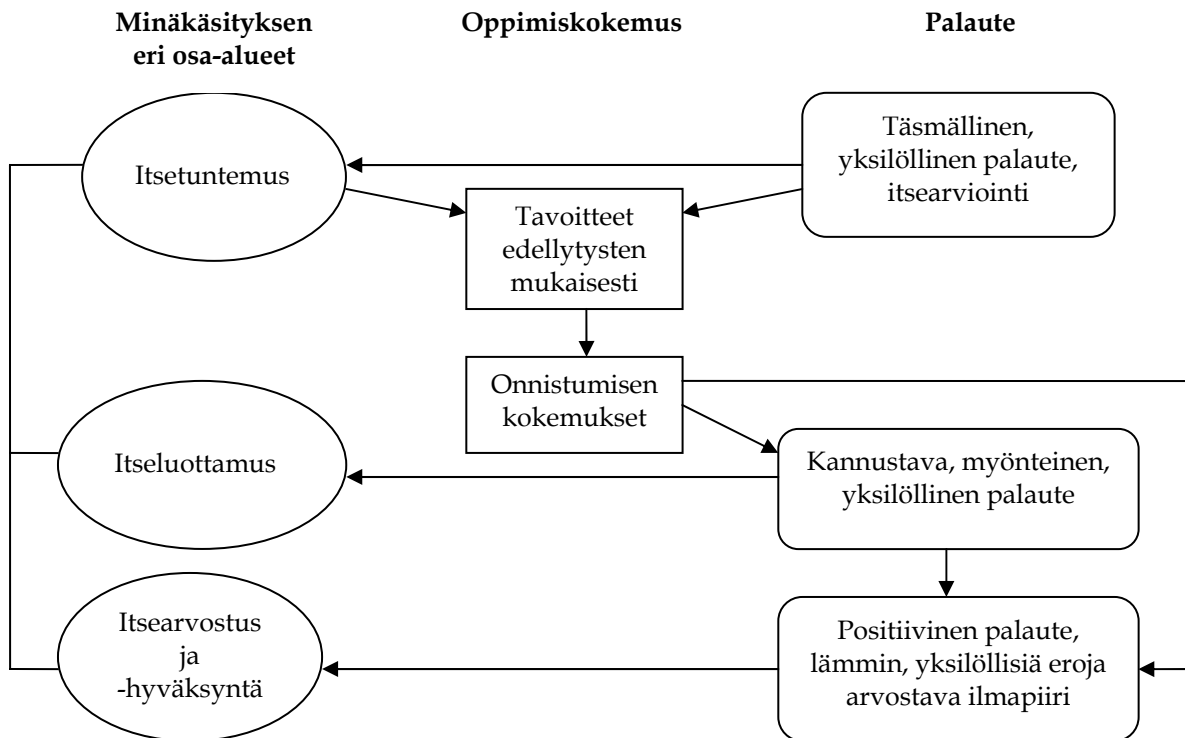 Minäkäsityksen
eri osa-alueet
Oppimiskokemus
Palaute
Itsetuntemus
Täsmällinen,
yksilöllinen palaute,
itsearviointi
Tavoitteet
edellytysten
mukaisesti
Onnistumisen
kokemukset
Itseluottamus
Kannustava, myönteinen,
yksilöllinen palaute
Itsearvostus
ja
-hyväksyntä
Positiivinen palaute,
lämmin, yksilöllisiä eroja
arvostava ilmapiiri